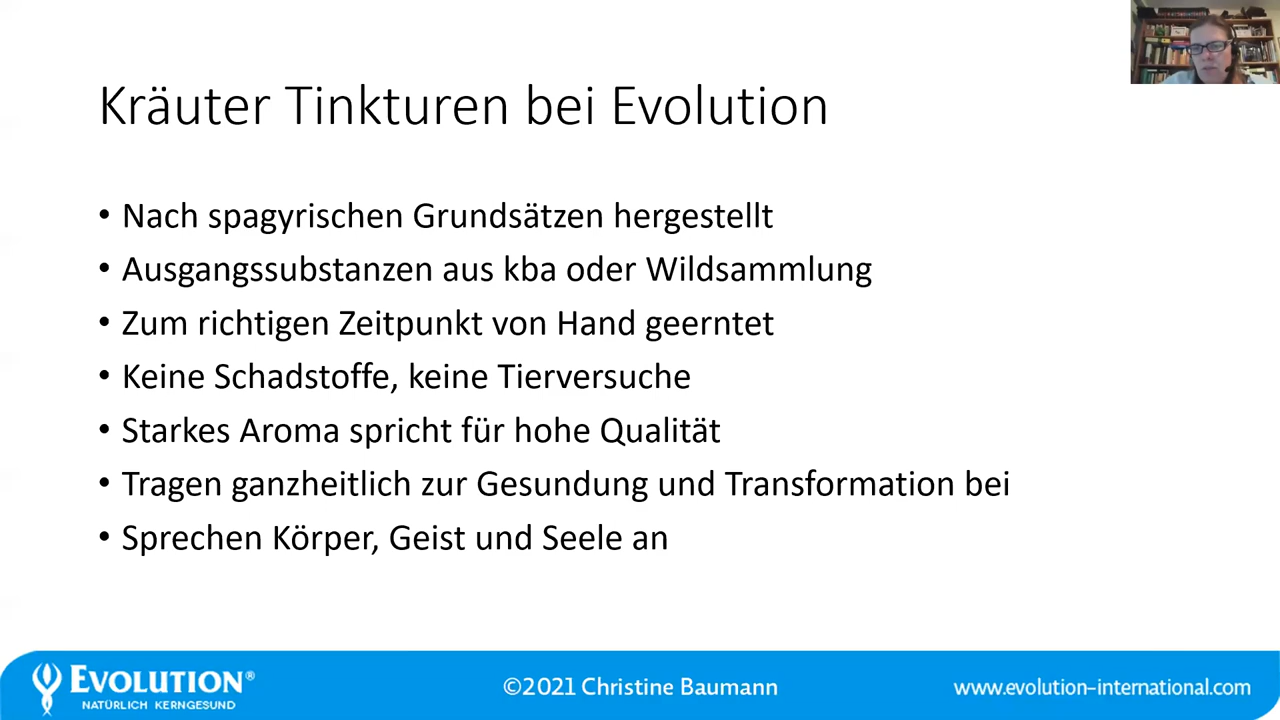 Kräuter Tinkturen bei Evolution
• Nach spagyrischen Grundsätzen hergestellt
• Ausgangssubstanzen aus kba oder Wildsammlung
• Zum richtigen Zeitpunkt von Hand geerntet
• Keine Schadstoffe, keine Tierversuche
• Starkes Aroma spricht für hohe Qualität
• Tragen ganzheitlich zur Gesundung und Transformation bei
• Sprechen Körper, Geist und Seele an
EVOLUTION®
NATÜRLICH KERNGESUND
©2021 Christine Baumann
www.evolution-international.com